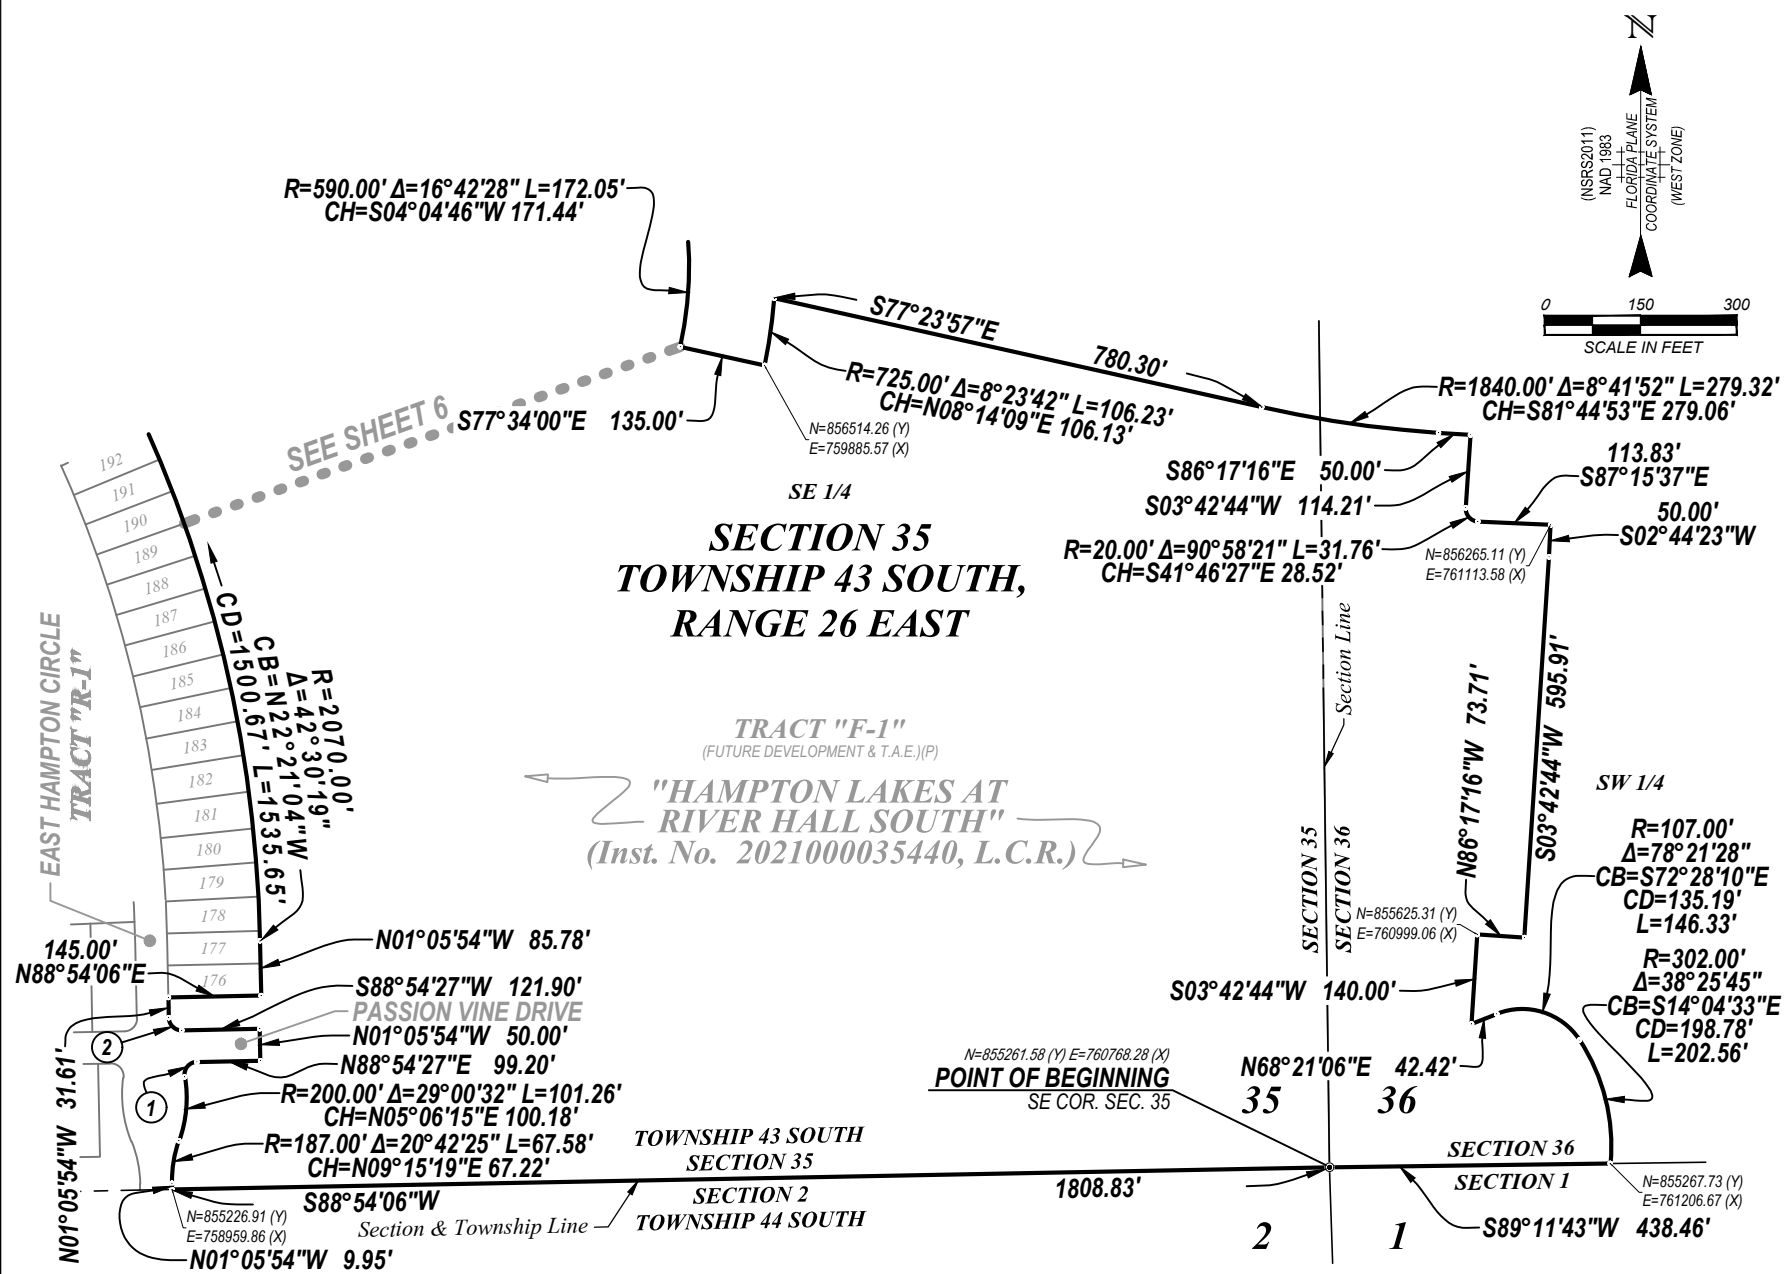 N
(NSRS2011)
NAD 1983
FLORIDA PLANE
COORDINATE SYSTEM
(WEST ZONE)
0 150 300
SCALE IN FEET
R=590.00' Δ=16°42'28" L=172.05'
CH=S04°04'46"W 171.44'
S77°23'57"E
780.30'
R=725.00' Δ=8°23'42" L=106.23'
CH=N08°14'09"E 106.13'
R=1840.00' Δ=8°41'52" L=279.32'
CH=S81°44'53"E 279.06'
SEE SHEET 6
S77°34'00"E 135.00'
N=856514.26 (Y)
E=759885.57 (X)
S86°17'16"E 50.00'
113.83'
S87°15'37"E
S03°42'44"W 114.21'
50.00'
S02°44'23"W
R=20.00' Δ=90°58'21" L=31.76'
CH=S41°46'27"E 28.52'
N=856265.11 (Y)
E=761113.58 (X)
SE 1/4
SECTION 35
TOWNSHIP 43 SOUTH,
RANGE 26 EAST
192
191
190
189
188
187
186
185
184
183
182
181
180
179
178
177
176
EAST HAMPTON CIRCLE
TRACT "R-1"
R=2070.00'
Δ=42°30'19"
CB=N22°21'04"W
CD=1500.67' L=1535.65'
Section Line
TRACT "F-1"
(FUTURE DEVELOPMENT & T.A.E.)(P)
"HAMPTON LAKES AT
RIVER HALL SOUTH"
(Inst. No. 2021000035440, L.C.R.)
SECTION 35
SECTION 36
N86°17'16"W 73.71'
S03°42'44"W 595.91'
SW 1/4
R=107.00'
Δ=78°21'28"
CB=S72°28'10"E
CD=135.19'
L=146.33'
N=855625.31 (Y)
E=760999.06 (X)
R=302.00'
Δ=38°25'45"
CB=S14°04'33"E
CD=198.78'
L=202.56'
S03°42'44"W 140.00'
N68°21'06"E 42.42'
145.00'
N88°54'06"E
N01°05'54"W 85.78'
S88°54'27"W 121.90'
PASSION VINE DRIVE
N01°05'54"W 50.00'
N88°54'27"E 99.20'
2
1
N01°05'54"W 31.61'
R=200.00' Δ=29°00'32" L=101.26'
CH=N05°06'15"E 100.18'
R=187.00' Δ=20°42'25" L=67.58'
CH=N09°15'19"E 67.22'
N=855261.58 (Y) E=760768.28 (X)
POINT OF BEGINNING
SE COR. SEC. 35
35
36
TOWNSHIP 43 SOUTH
SECTION 35
SECTION 2
TOWNSHIP 44 SOUTH
SECTION 36
SECTION 1
S88°54'06"W
1808.83'
N=855226.91 (Y)
E=758959.86 (X)
Section & Township Line
N01°05'54"W 9.95'
2
1
N=855267.73 (Y)
E=761206.67 (X)
S89°11'43"W 438.46'